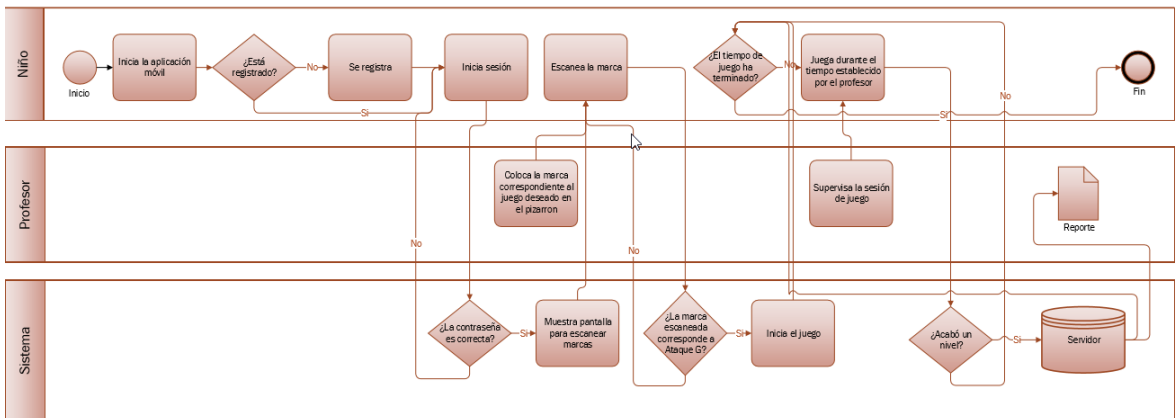 Niño
Inicio
Inicia la aplicación
móvil
¿Está
registrado?
No
Si
Se registra
Inicia sesión
Escanea la marca
¿El tiempo de
juego ha
terminado?
No
Si
Juega durante el
tiempo establecido
por el profesor
No
Fin
Profesor
Coloca la marca
correspondiente al
juego deseado en
el pizarron
Supervisa la sesión
de juego
Reporte
No
No
Sistema
¿La contraseña
es correcta?
Si
Muestra pantalla
para escanear
marcas
¿La marca
escaneada
corresponde a
Ataque G?
Si
Inicia el juego
¿Acabó un
nivel?
Si
Servidor